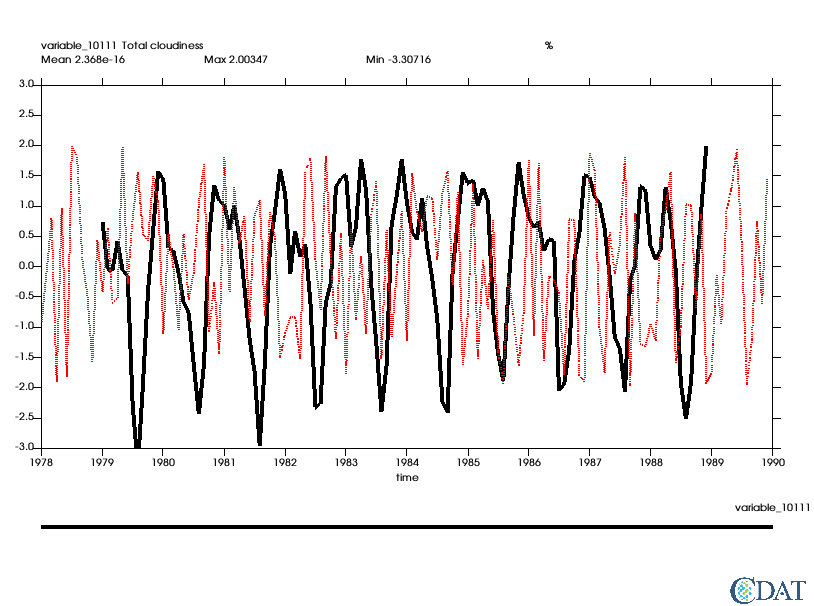 variable_10111 Total cloudiness %
Mean 2.368e-16 Max 2.00347 Min -3.30716
3.0
2.5
2.0
1.5
1.0
0.5
0.0
-0.5
-1.0
-1.5
-2.0
-2.5
-3.0
1978 1979 1980 1981 1982 1983 1984 1985 1986 1987 1988 1989 1990
time
variable_10111
CDAT